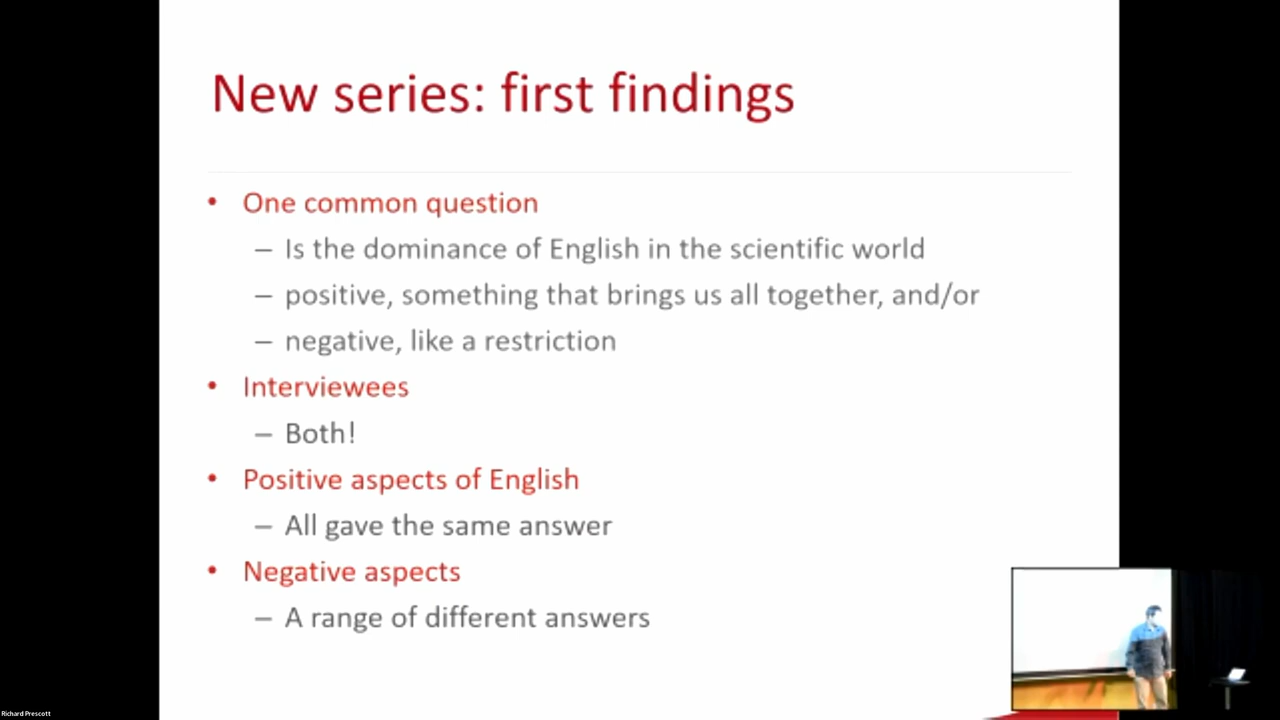 New series: first findings
• One common question
– Is the dominance of English in the scientific world
– positive, something that brings us all together, and/or
– negative, like a restriction
• Interviewees
– Both!
• Positive aspects of English
– All gave the same answer
• Negative aspects
– A range of different answers
Richard Prescott